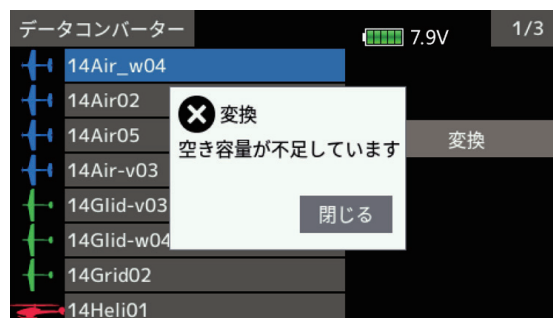 データコンバーター
7.9V
1/3
14Air_w04
14Air02
14Air05
14Air-v03
14Glid-v03
14Glid-w04
14Grid02
14Heli01
変換
空き容量が不足しています
閉じる
変換